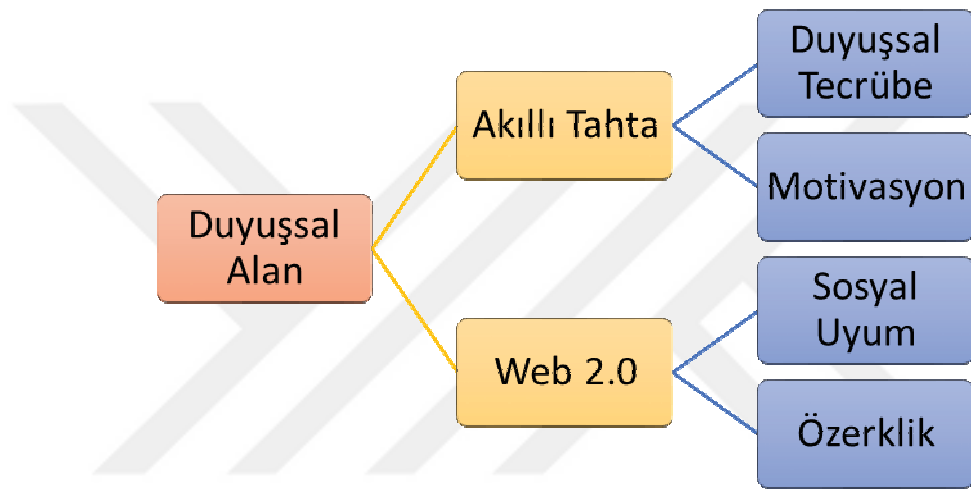 Duyuşsal
Alan
Akıllı Tahta
Duyuşsal
Tecrübe
Motivasyon
Web 2.0
Sosyal
Uyum
Özerklik